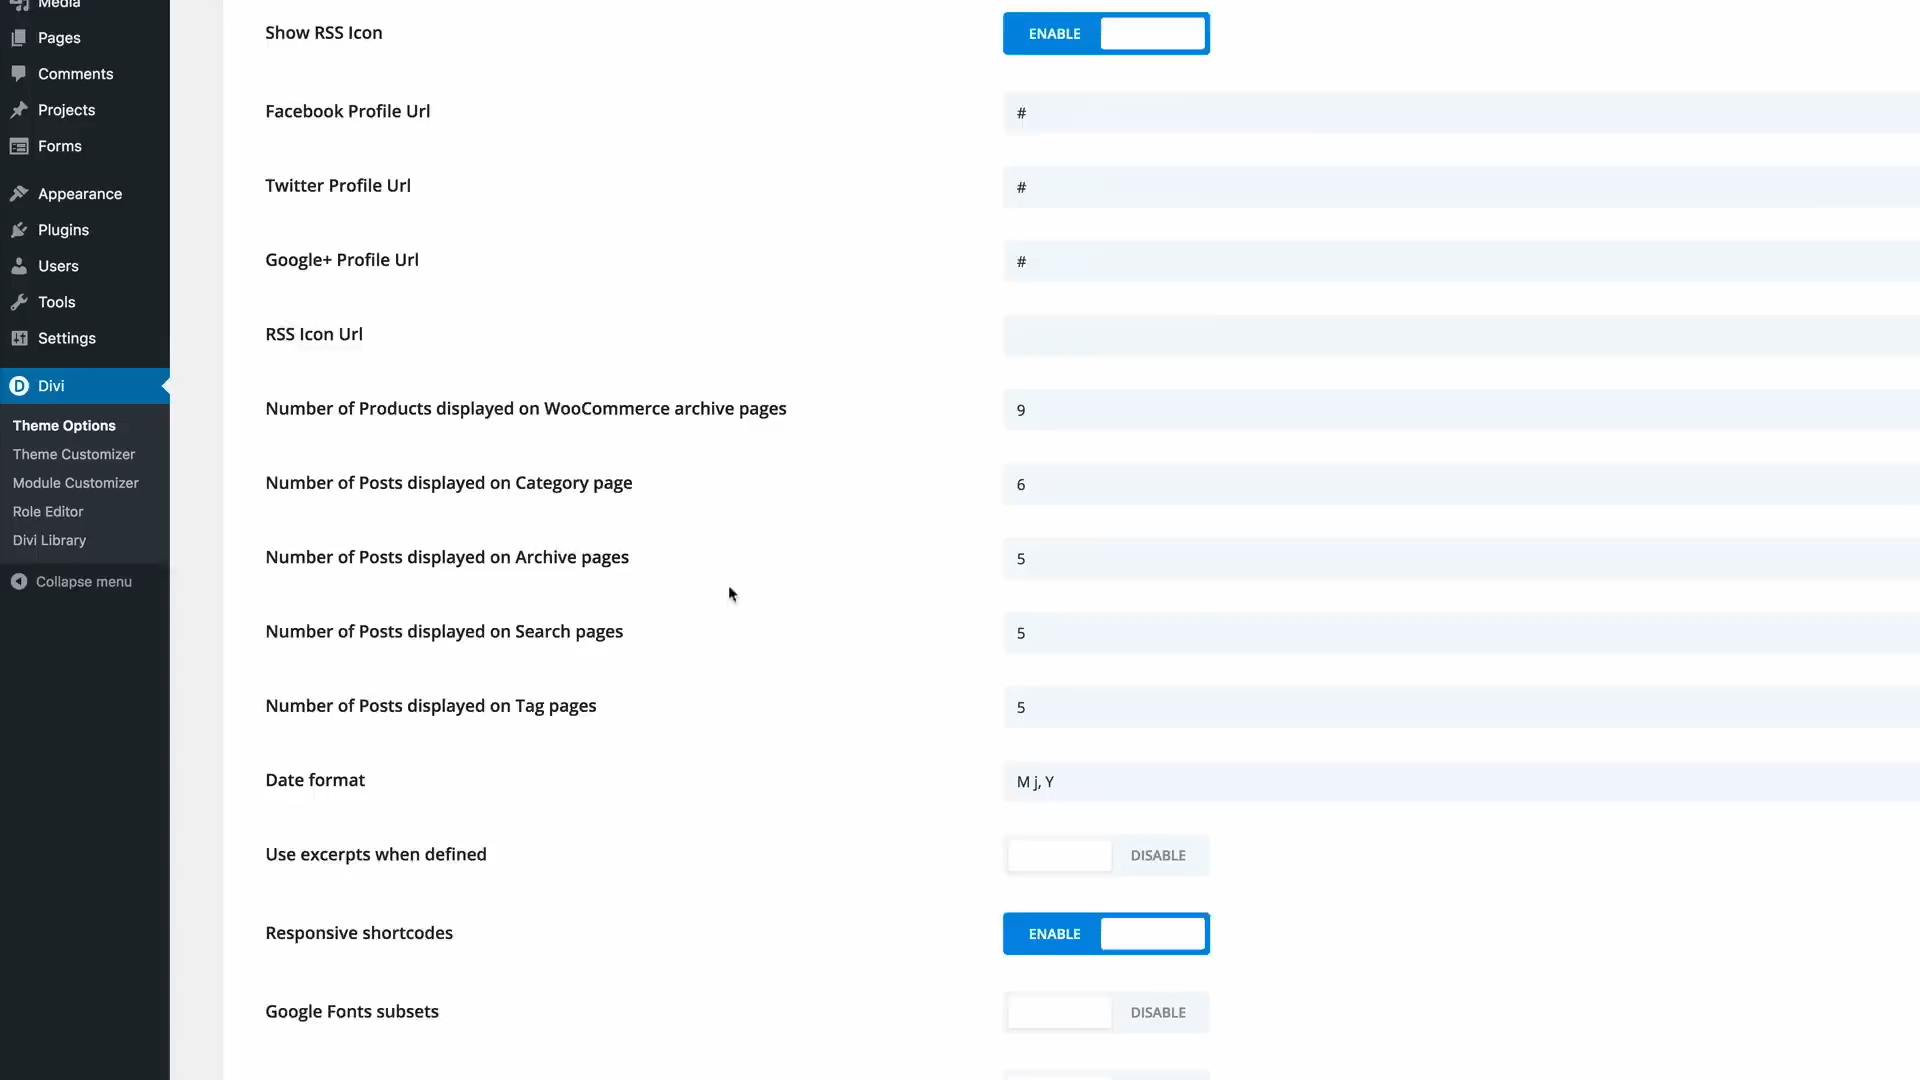 Media
Pages
Comments
Projects
Forms
Appearance
Plugins
Users
Tools
Settings
Divi
Theme Options
Theme Customizer
Module Customizer
Role Editor
Divi Library
Collapse menu
Show RSS Icon
ENABLE
Facebook Profile Url
#
Twitter Profile Url
#
Google+ Profile Url
#
RSS Icon Url
Number of Products displayed on WooCommerce archive pages
9
Number of Posts displayed on Category page
6
Number of Posts displayed on Archive pages
5
Number of Posts displayed on Search pages
5
Number of Posts displayed on Tag pages
5
Date format
M j, Y
Use excerpts when defined
DISABLE
Responsive shortcodes
ENABLE
Google Fonts subsets
DISABLE